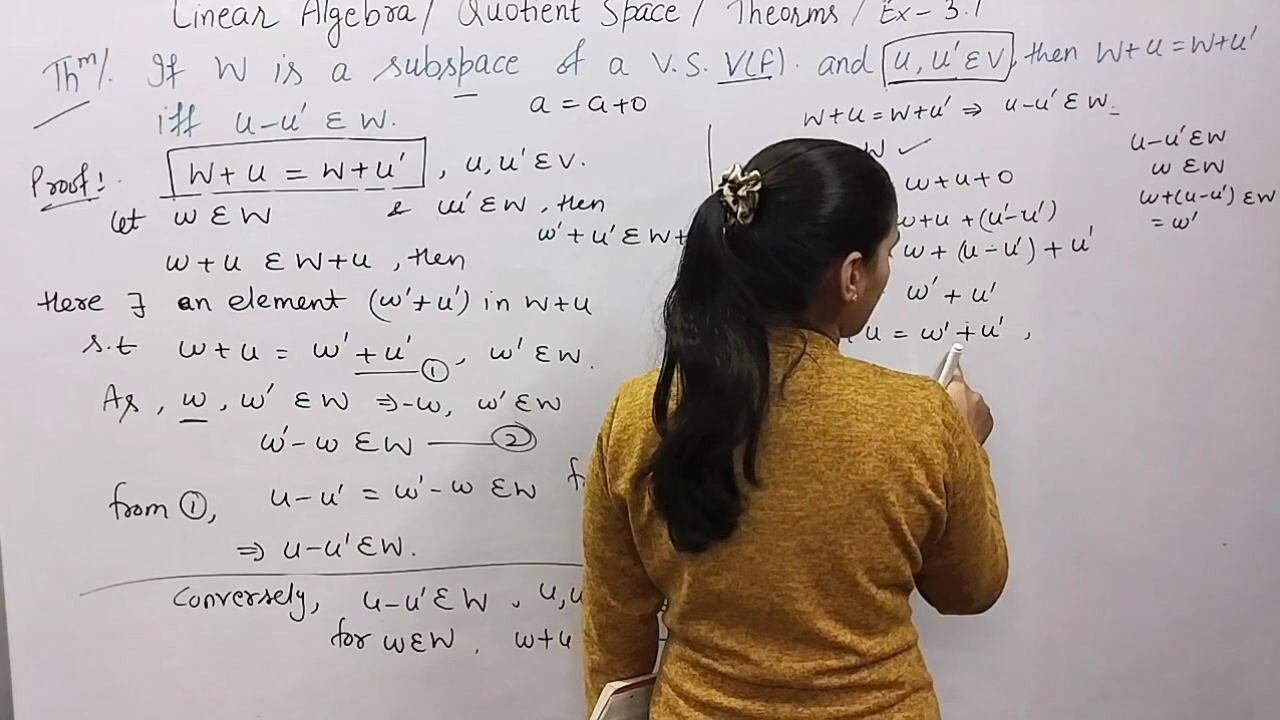 Linear Algebra / Quotient Space / Theorms / Ex-3.1
Thm/. If W is a subspace of a V.S. V(F). and u, u' ε V, then W+u = W+u'
iff u-u' ε W.
a = a+0
Proof! W+u = W+u' , u, u' ε V.
let w ε W & w' ε W, then
w'+u' ε W+
w+u ε W+u , then
there ∃ an element (w'+u') in W+u
s.t w+u = w'+u' ① , w' ε W.
As, w, w' ε W ⇒ -w, w' ε W
w'-w ε W —— ②
from ①, u-u' = w'-w ε W
⇒ u-u' ε W.
Conversely, u-u' ε W , u,
for w ε W , w+u
W+u = W+u' ⇒ u-u' ε W.
W ✓
w+u+0
w+u+(u'-u')
w+(u-u')+u'
w'+u'
u = w'+u' ,
u-u' ε W
w ε W
w+(u-u') ε W
= w'